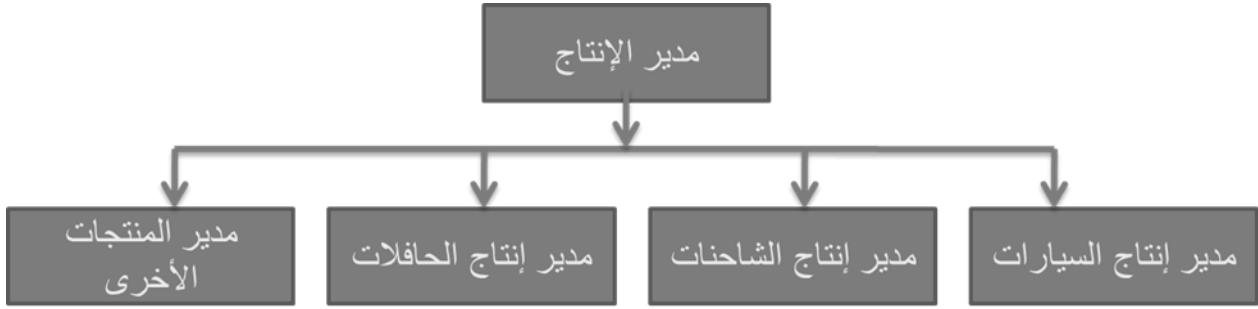 مدير الإنتاج
مدير إنتاج السيارات
مدير إنتاج الشاحنات
مدير إنتاج الحافلات
مدير المنتجات
الأخرى